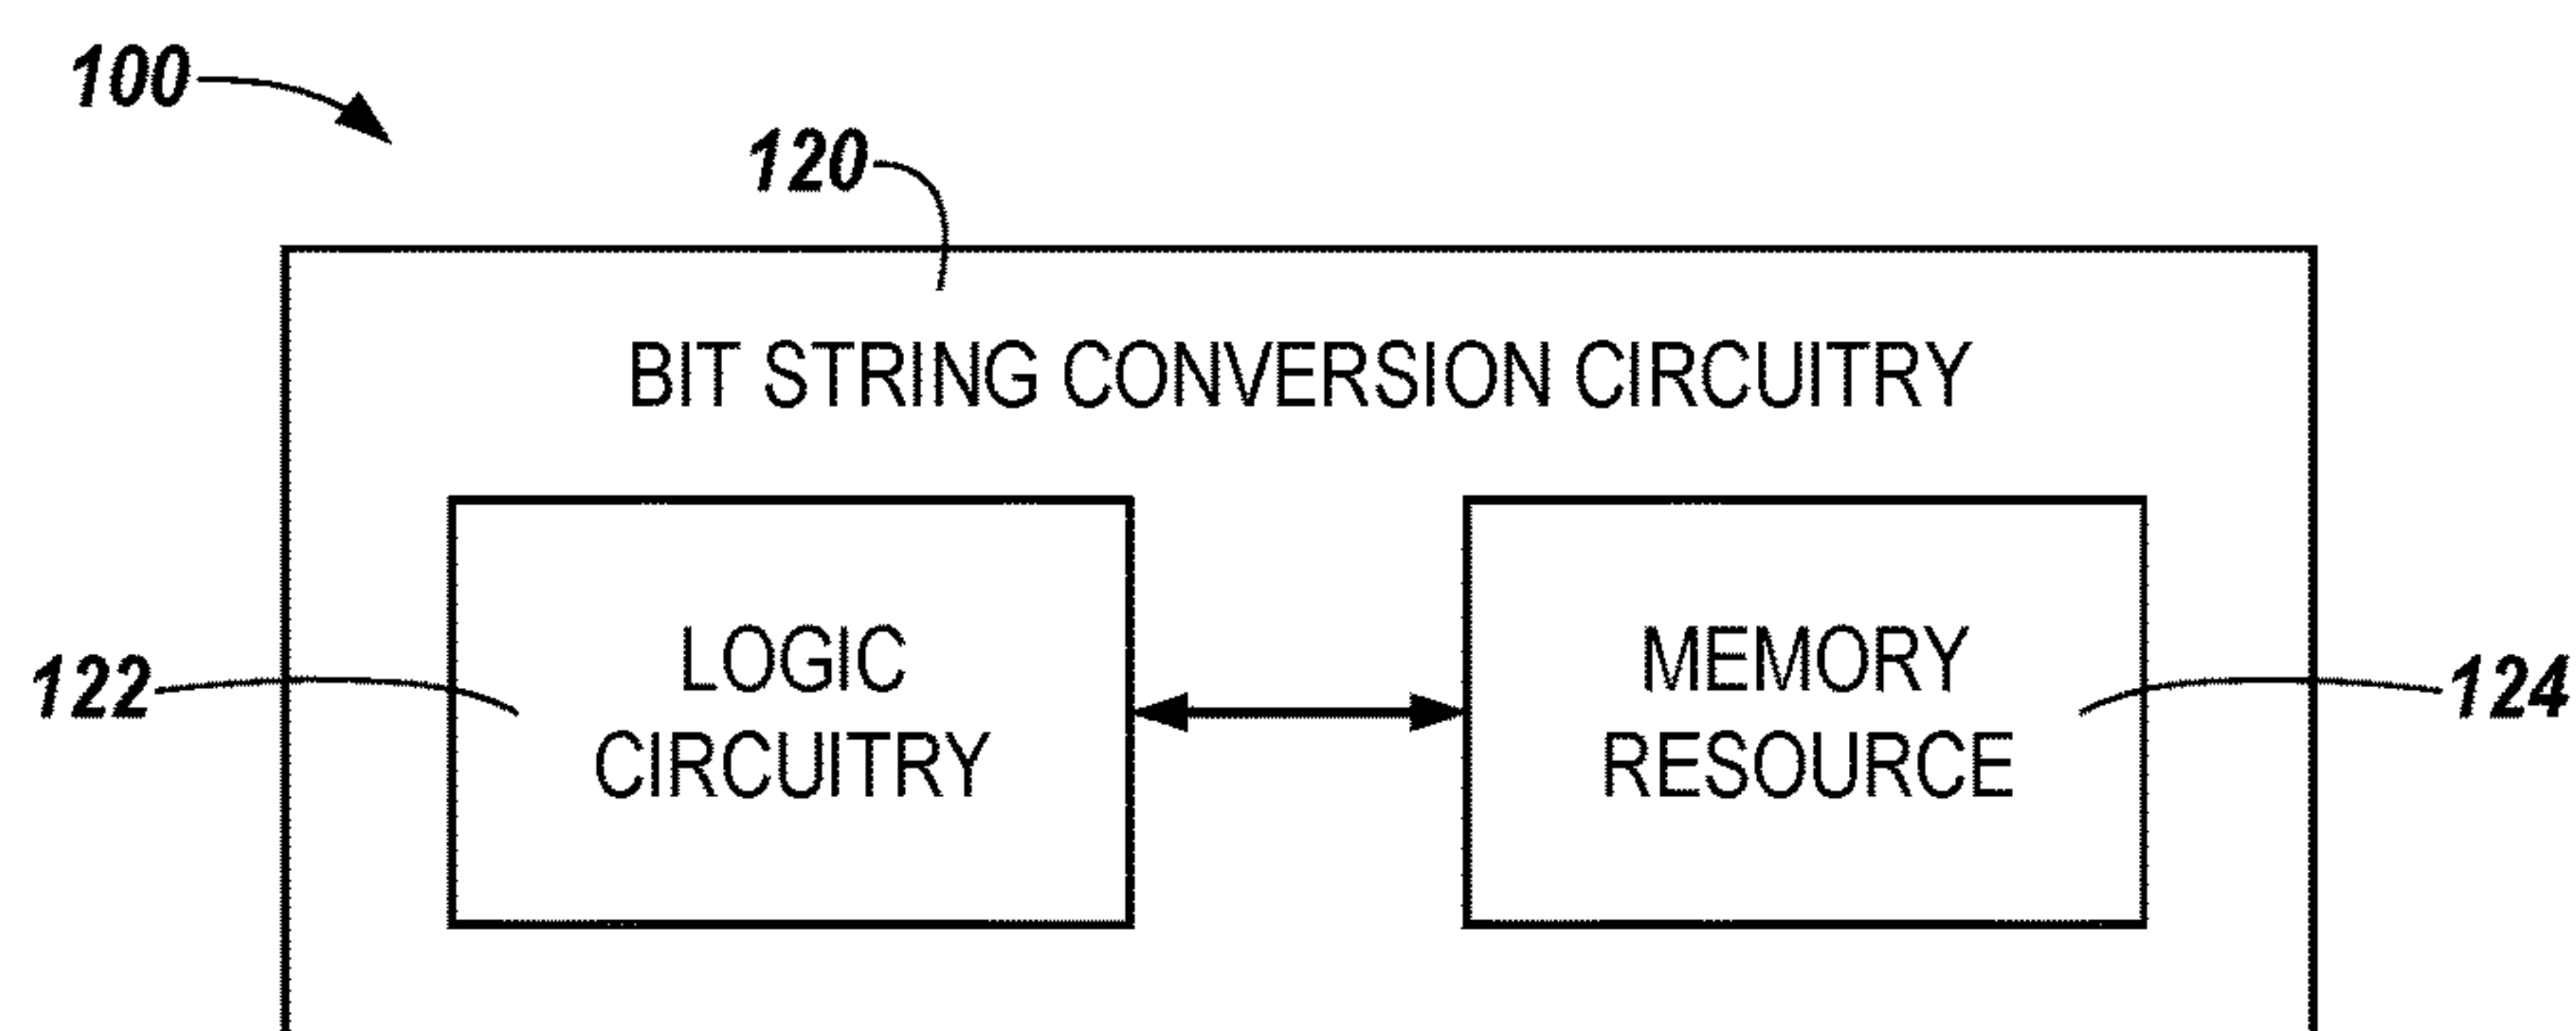 100
120
BIT STRING CONVERSION CIRCUITRY
LOGIC
CIRCUITRY
MEMORY
RESOURCE
122
124